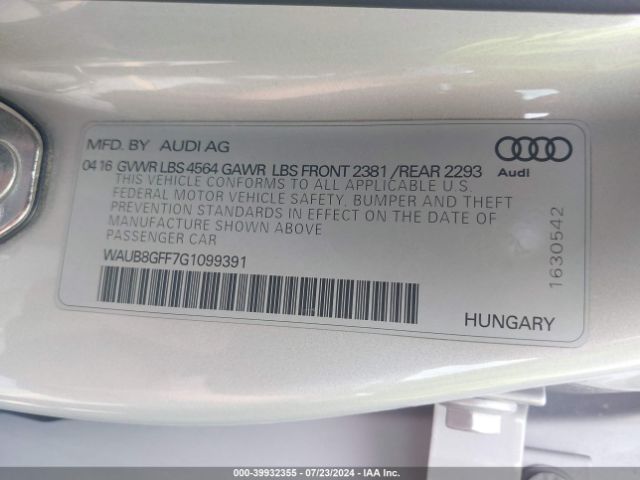 MFD. BY AUDI AG
0416 GVWR LBS 4564 GAWR LBS FRONT 2381 / REAR 2293
THIS VEHICLE CONFORMS TO ALL APPLICABLE U.S.
FEDERAL MOTOR VEHICLE SAFETY, BUMPER AND THEFT
PREVENTION STANDARDS IN EFFECT ON THE DATE OF
MANUFACTURE SHOWN ABOVE
PASSENGER CAR
WAUB8GFF7G1099391
Audi
1630542
HUNGARY
000-39932355 - 07/23/2024 - IAA Inc.